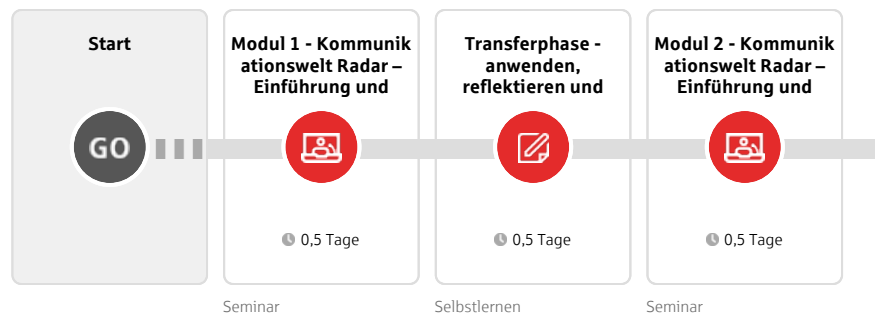 Start
Modul 1 - Kommunik
ationswelt Radar –
Einführung und
Transferphase -
anwenden,
reflektieren und
Modul 2 - Kommunik
ationswelt Radar –
Einführung und
GO
0,5 Tage
0,5 Tage
0,5 Tage
Seminar
Selbstlernen
Seminar